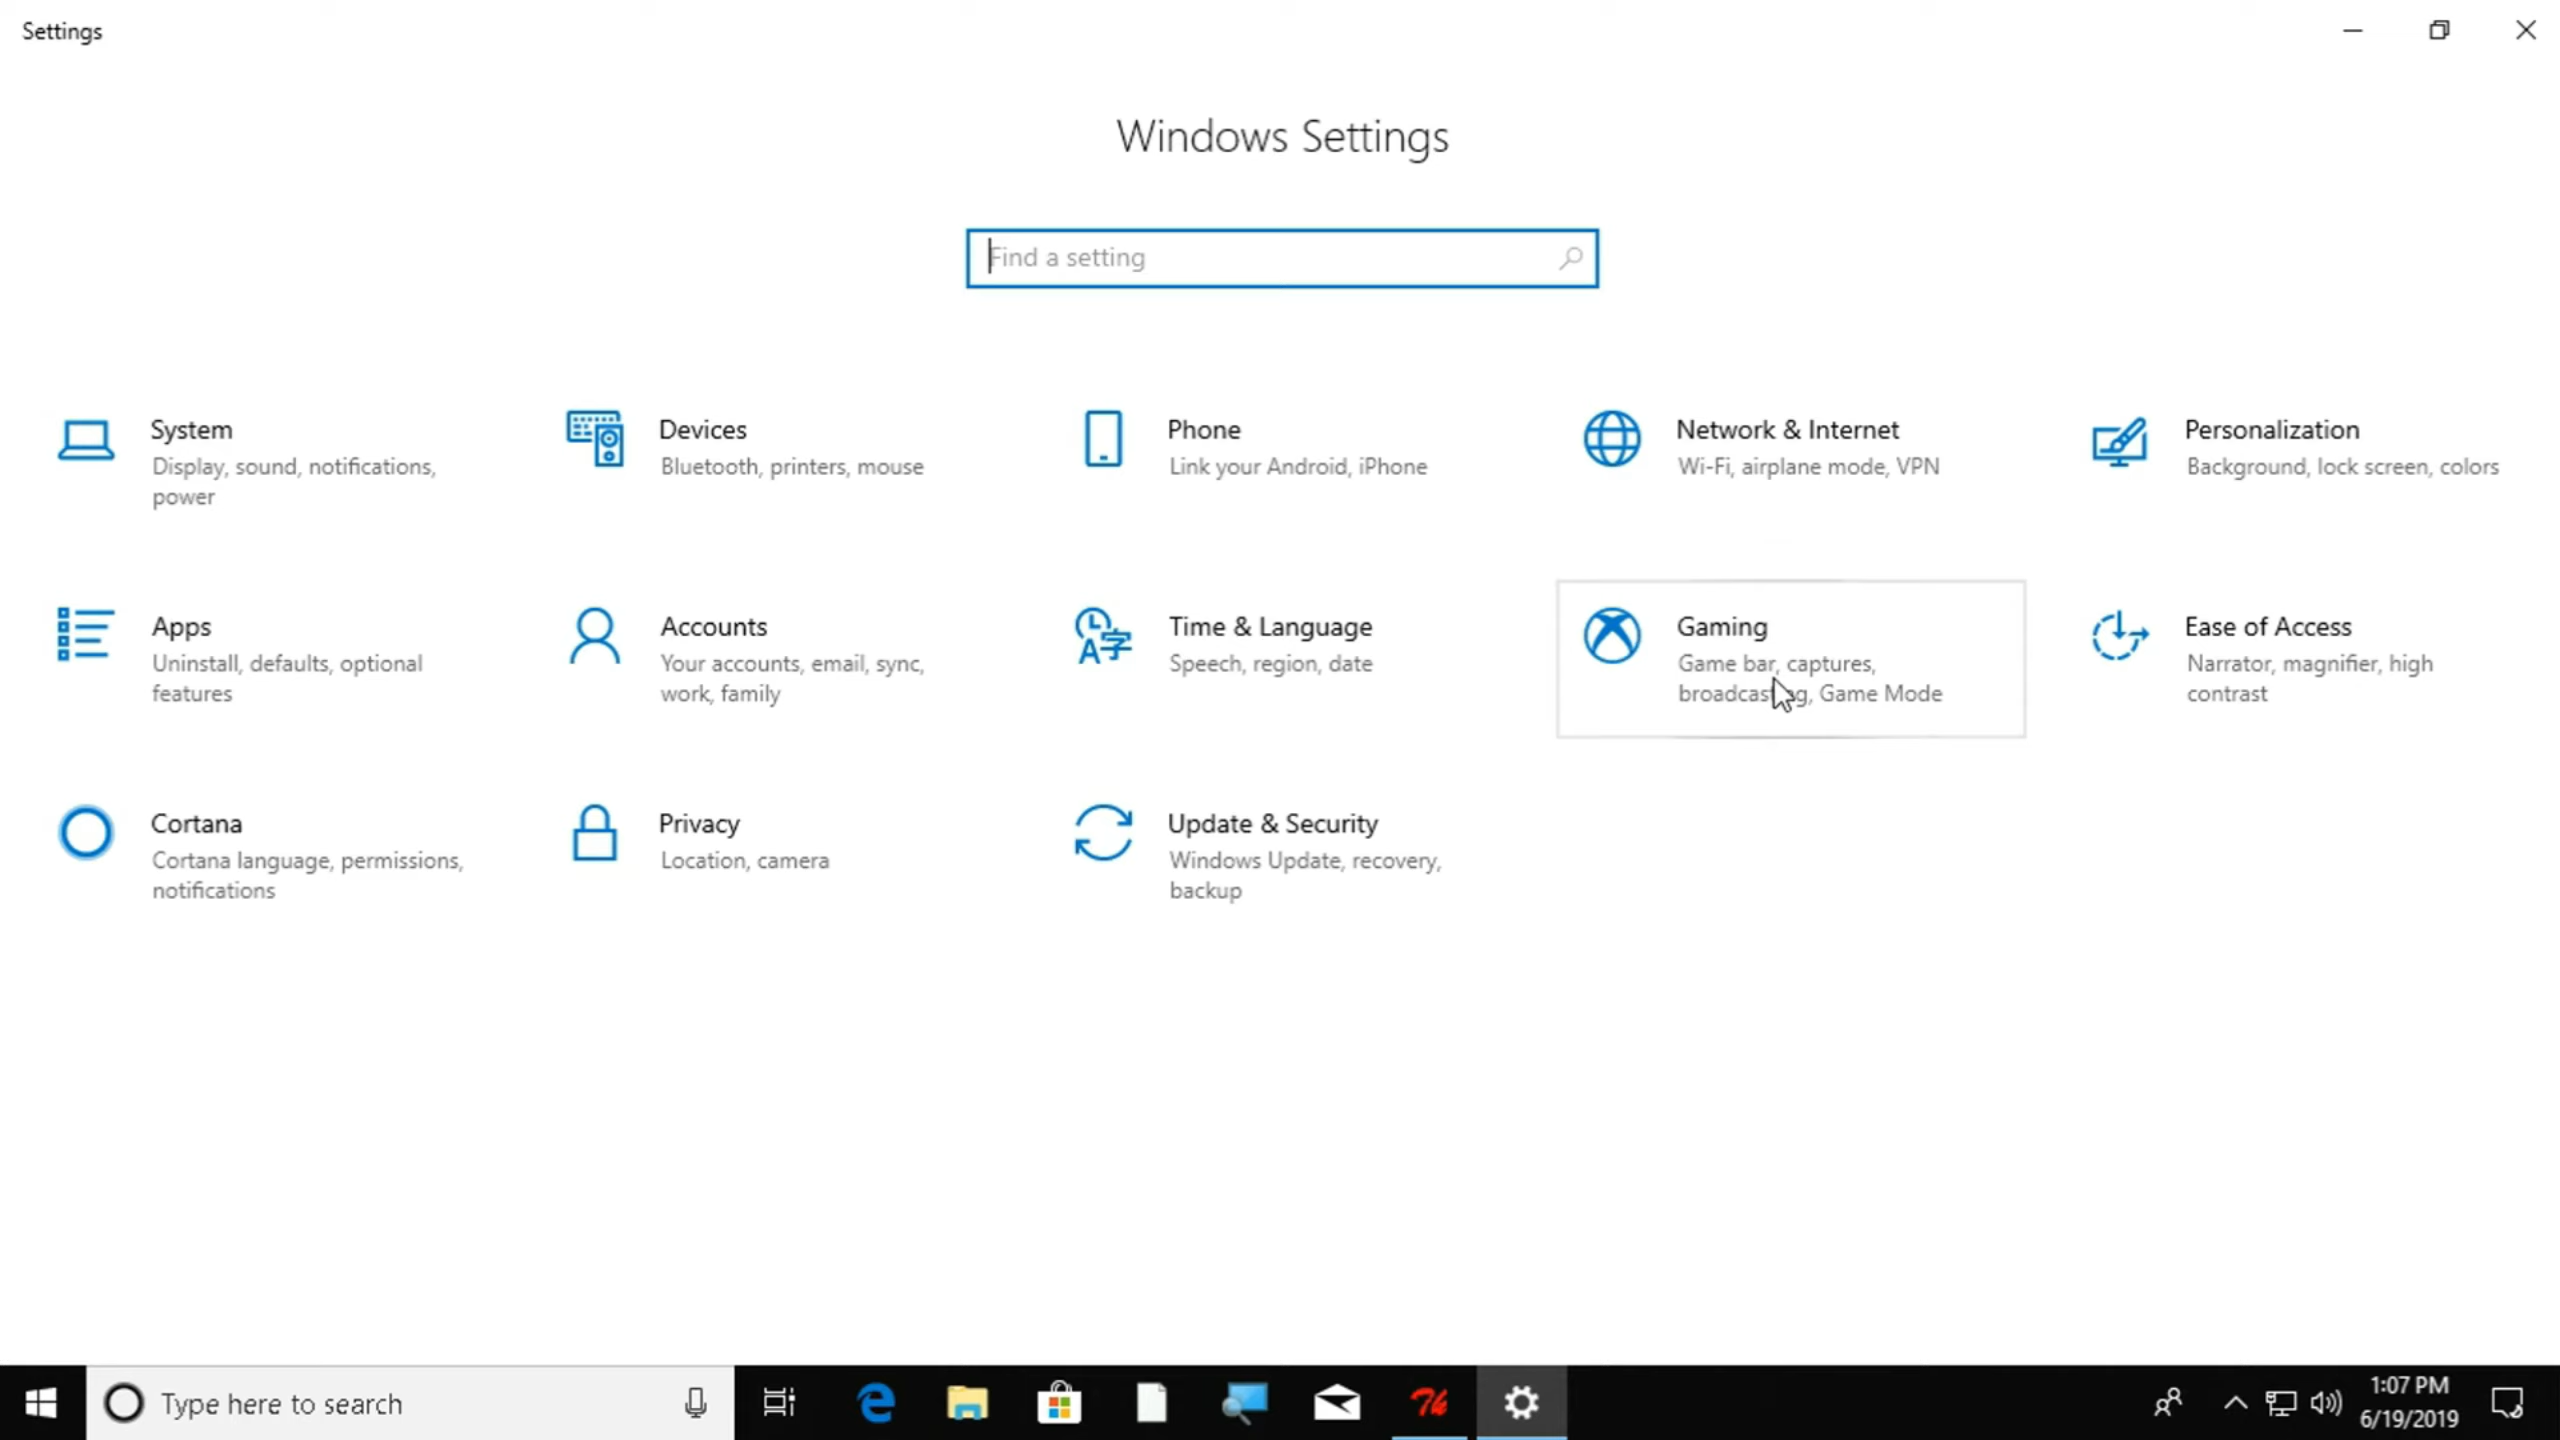 Settings
Windows Settings
Find a setting
System
Display, sound, notifications,
power
Devices
Bluetooth, printers, mouse
Phone
Link your Android, iPhone
Network & Internet
Wi-Fi, airplane mode, VPN
Personalization
Background, lock screen, colors
Apps
Uninstall, defaults, optional
features
Accounts
Your accounts, email, sync,
work, family
Time & Language
Speech, region, date
Gaming
Game bar, captures,
broadcasting, Game Mode
Ease of Access
Narrator, magnifier, high
contrast
Cortana
Cortana language, permissions,
notifications
Privacy
Location, camera
Update & Security
Windows Update, recovery,
backup
Type here to search
1:07 PM
6/19/2019